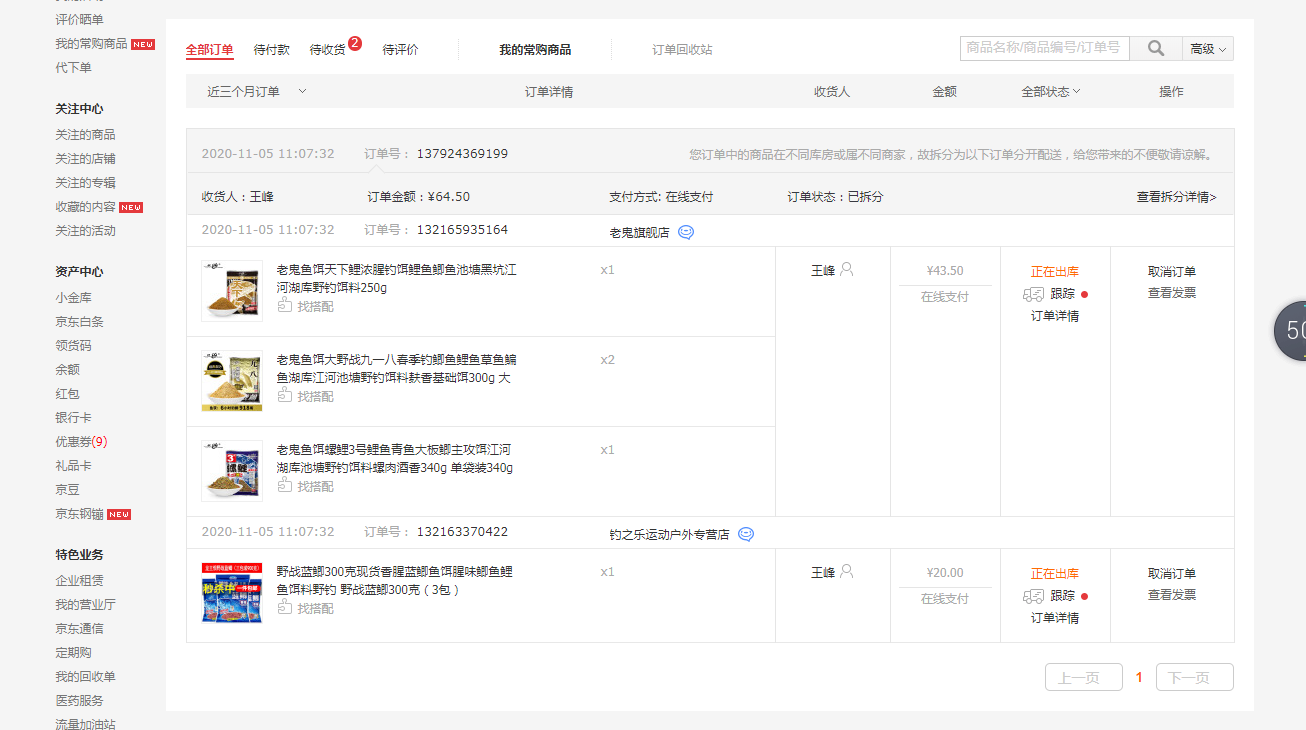 评价晒单
我的常购商品 NEW
代下单
关注中心
关注的商品
关注的店铺
关注的专辑
收藏的内容 NEW
关注的活动
资产中心
小金库
京东白条
领货码
余额
红包
银行卡
优惠券(9)
礼品卡
京豆
京东钢镚 NEW
特色业务
企业租赁
我的营业厅
京东通信
定期购
我的回收单
医药服务
流量加油站
全部订单 待付款 待收货 2 待评价 我的常购商品 订单回收站 商品名称/商品编号/订单号 高级
近三个月订单 订单详情 收货人 金额 全部状态 操作
2020-11-05 11:07:32 订单号： 137924369199 您订单中的商品在不同库房或属不同商家，故拆分为以下订单分开配送，给您带来的不便敬请谅解。
收货人：王峰 订单金额：¥64.50 支付方式: 在线支付 订单状态：已拆分 查看拆分详情>
2020-11-05 11:07:32 订单号： 132165935164 老鬼旗舰店
老鬼鱼饵天下鲤浓腥钓饵鲤鱼鲫鱼池塘黑坑江
河湖库野钓饵料250g
找搭配
x1
王峰
¥43.50
在线支付
正在出库
跟踪
订单详情
取消订单
查看发票
老鬼鱼饵大野战九一八春季钓鲫鱼鲤鱼草鱼鳊
鱼湖库江河池塘野钓饵料麸香基础饵300g 大
找搭配
x2
老鬼鱼饵螺鲤3号鲤鱼青鱼大板鲫主攻饵江河
湖库池塘野钓饵料螺肉酒香340g 单袋装340g
找搭配
x1
2020-11-05 11:07:32 订单号： 132163370422 钓之乐运动户外专营店
野战蓝鲫300克现货香腥蓝鲫鱼饵腥味鲫鱼鲤
鱼饵料野钓 野战蓝鲫300克（3包）
找搭配
x1
王峰
¥20.00
在线支付
正在出库
跟踪
订单详情
取消订单
查看发票
上一页 1 下一页